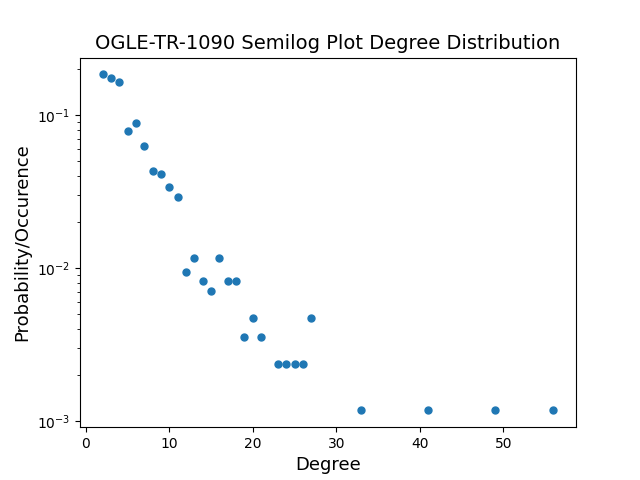 OGLE-TR-1090 Semilog Plot Degree Distribution
Probability/Occurence
10⁻¹
10⁻²
10⁻³
0 10 20 30 40 50
Degree